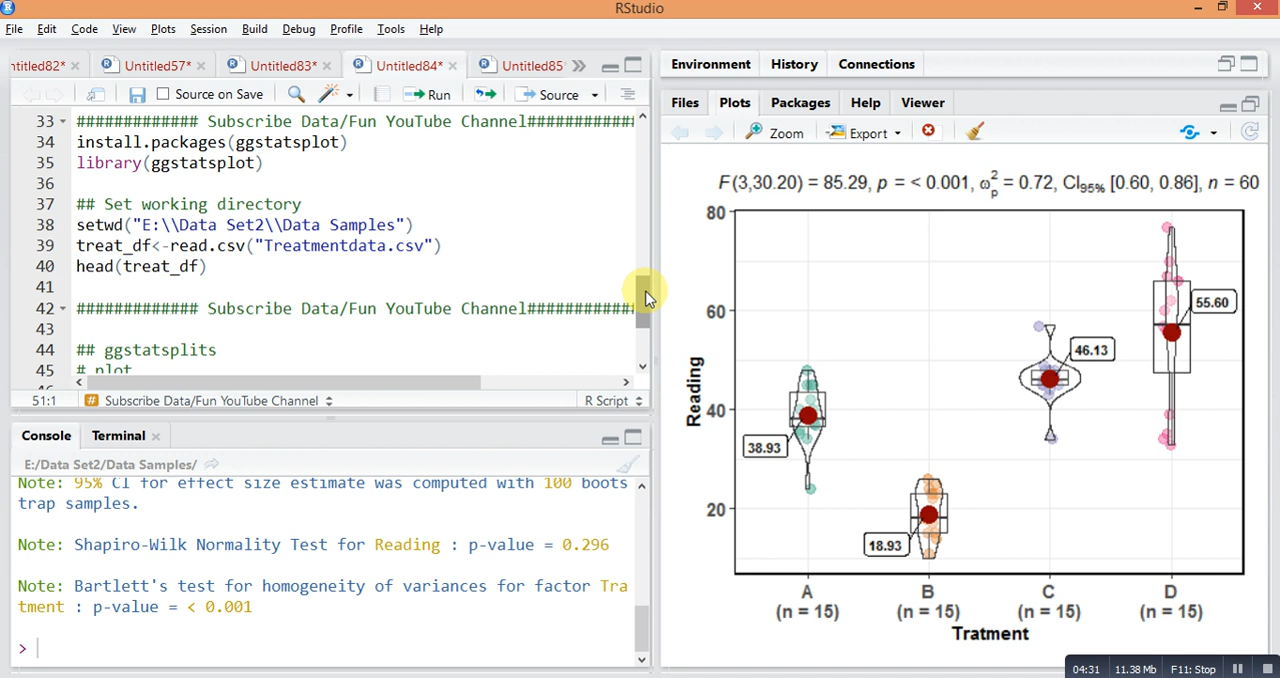 RStudio
File Edit Code View Plots Session Build Debug Profile Tools Help
ntitled82* Untitled57* Untitled83* Untitled84* Untitled85
Source on Save Run Source
33 ############# Subscribe Data/Fun YouTube Channel############
34 install.packages(ggstatsplot)
35 library(ggstatsplot)
36
37 ## Set working directory
38 setwd("E:\\Data Set2\\Data Samples")
39 treat_df<-read.csv("Treatmentdata.csv")
40 head(treat_df)
41
42 ############# Subscribe Data/Fun YouTube Channel############
43
44 ## ggstatsplits
45 # plot
51:1 # Subscribe Data/Fun YouTube Channel R Script
Console Terminal
E:/Data Set2/Data Samples/
Note: 95% CI for effect size estimate was computed with 100 boots
trap samples.
Note: Shapiro-Wilk Normality Test for Reading : p-value = 0.296
Note: Bartlett's test for homogeneity of variances for factor Tra
tment : p-value = < 0.001
>
Environment History Connections
Files Plots Packages Help Viewer
Zoom Export
F(3,30.20) = 85.29, p = < 0.001, ω²p = 0.72, CI95% [0.60, 0.86], n = 60
80
60
40
20
Reading
38.93
18.93
46.13
55.60
A B C D
(n = 15) (n = 15) (n = 15) (n = 15)
Tratment
04:31 11.38 Mb F11: Stop